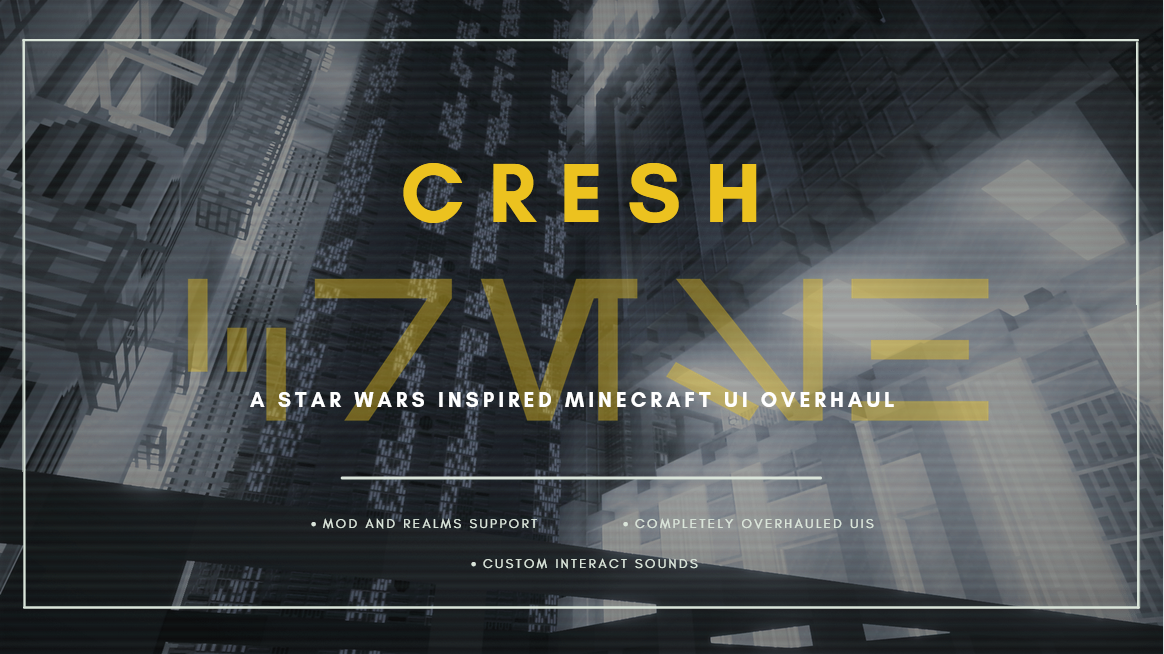 CRESH
A STAR WARS INSPIRED MINECRAFT UI OVERHAUL
• MOD AND REALMS SUPPORT
• COMPLETELY OVERHAULED UIS
• CUSTOM INTERACT SOUNDS